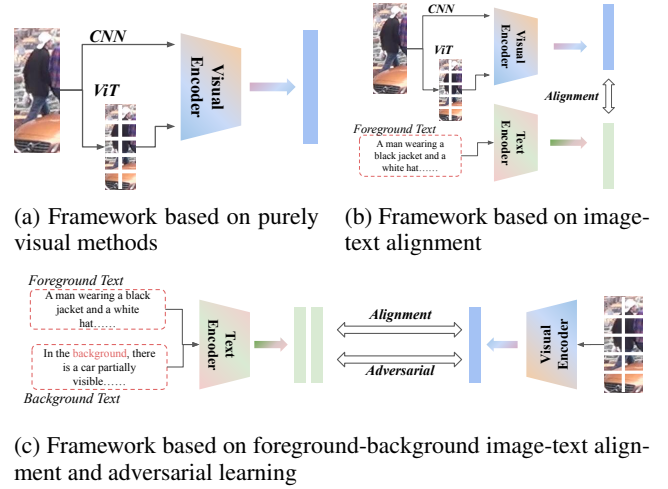 CNN
ViT
Visual
Encoder
(a) Framework based on purely
visual methods
CNN
ViT
Visual
Encoder
Alignment
Foreground Text
A man wearing a
black jacket and a
white hat……
Text
Encoder
(b) Framework based on image-
text alignment
Foreground Text
A man wearing a black
jacket and a white
hat……
In the background, there
is a car partially
visible……
Background Text
Text
Encoder
Alignment
Adversarial
Visual
Encoder
(c) Framework based on foreground-background image-text align-
ment and adversarial learning